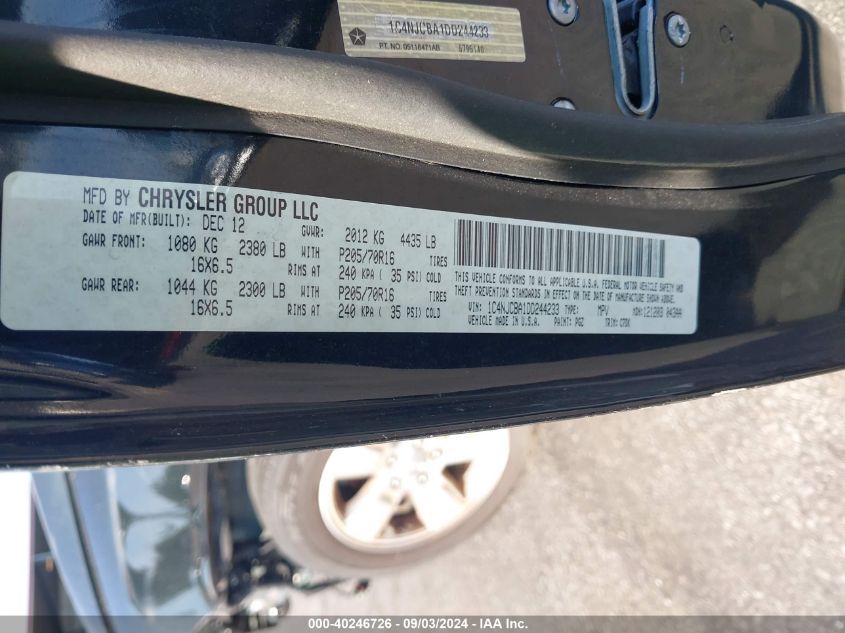 1C4NJCBA1DD244233
PT. NO. 05116471AB
MFD BY CHRYSLER GROUP LLC
DATE OF MFR(BUILT): DEC 12 GVWR: 2012 KG 4435 LB
GAWR FRONT: 1080 KG 2380 LB WITH P205/70R16 TIRES
16X6.5 RIMS AT 240 KPA ( 35 PSI) COLD
GAWR REAR: 1044 KG 2300 LB WITH P205/70R16 TIRES
16X6.5 RIMS AT 240 KPA ( 35 PSI) COLD
THIS VEHICLE CONFORMS TO ALL APPLICABLE U.S.A. FEDERAL MOTOR VEHICLE SAFETY AND
THEFT PREVENTION STANDARDS IN EFFECT ON THE DATE OF MANUFACTURE SHOWN ABOVE.
VIN: 1C4NJCBA1DD244233 TYPE: MPV MDH:
VEHICLE MADE IN U.S.A. PAINT: TRIM:
000-40246726 - 09/03/2024 - IAA Inc.